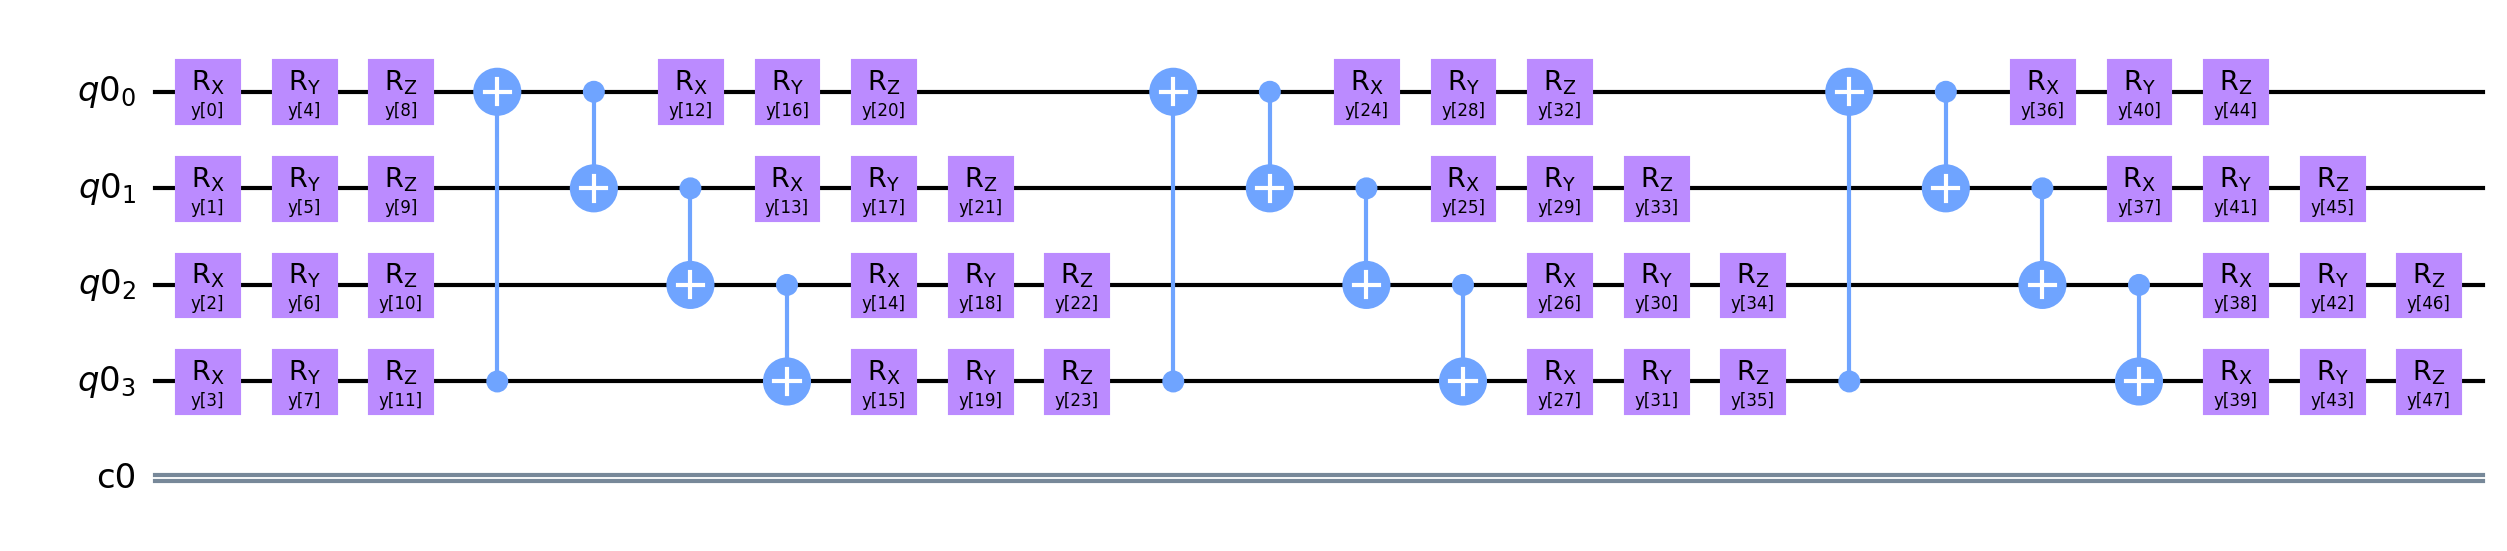 q0₀ R_X y[0] R_Y y[4] R_Z y[8] R_X y[12] R_Y y[16] R_Z y[20] R_X y[24] R_Y y[28] R_Z y[32] R_X y[36] R_Y y[40] R_Z y[44]
q0₁ R_X y[1] R_Y y[5] R_Z y[9] R_X y[13] R_Y y[17] R_Z y[21] R_X y[25] R_Y y[29] R_Z y[33] R_X y[37] R_Y y[41] R_Z y[45]
q0₂ R_X y[2] R_Y y[6] R_Z y[10] R_X y[14] R_Y y[18] R_Z y[22] R_X y[26] R_Y y[30] R_Z y[34] R_X y[38] R_Y y[42] R_Z y[46]
q0₃ R_X y[3] R_Y y[7] R_Z y[11] R_X y[15] R_Y y[19] R_Z y[23] R_X y[27] R_Y y[31] R_Z y[35] R_X y[39] R_Y y[43] R_Z y[47]
c0